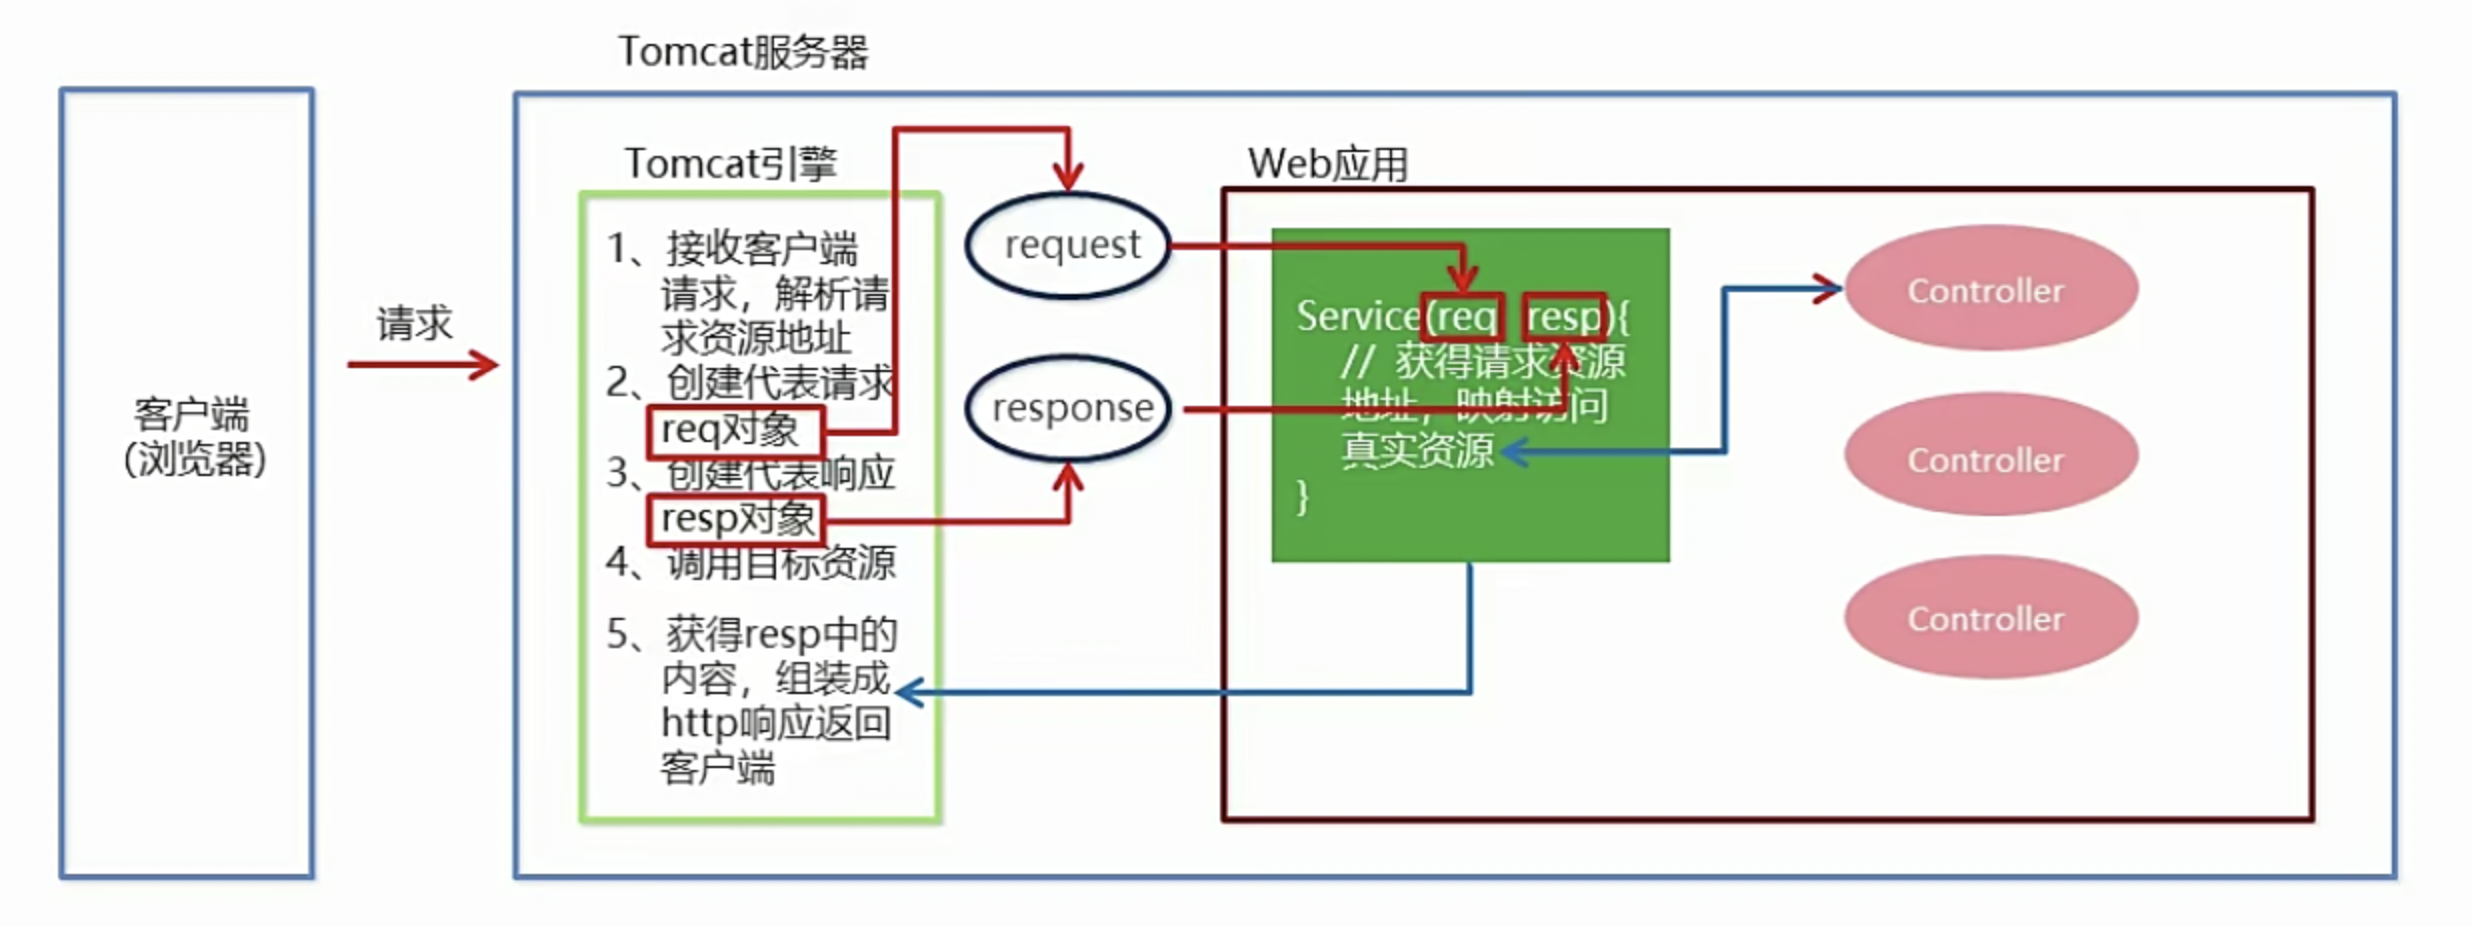 Tomcat服务器
客户端
(浏览器)
请求
Tomcat引擎
1、接收客户端
请求，解析请
求资源地址
2、创建代表请求
req对象
3、创建代表响应
resp对象
4、调用目标资源
5、获得resp中的
内容，组装成
http响应返回
客户端
request
response
Web应用
Service(req resp){
// 获得请求资源
地址，映射访问
真实资源
}
Controller
Controller
Controller